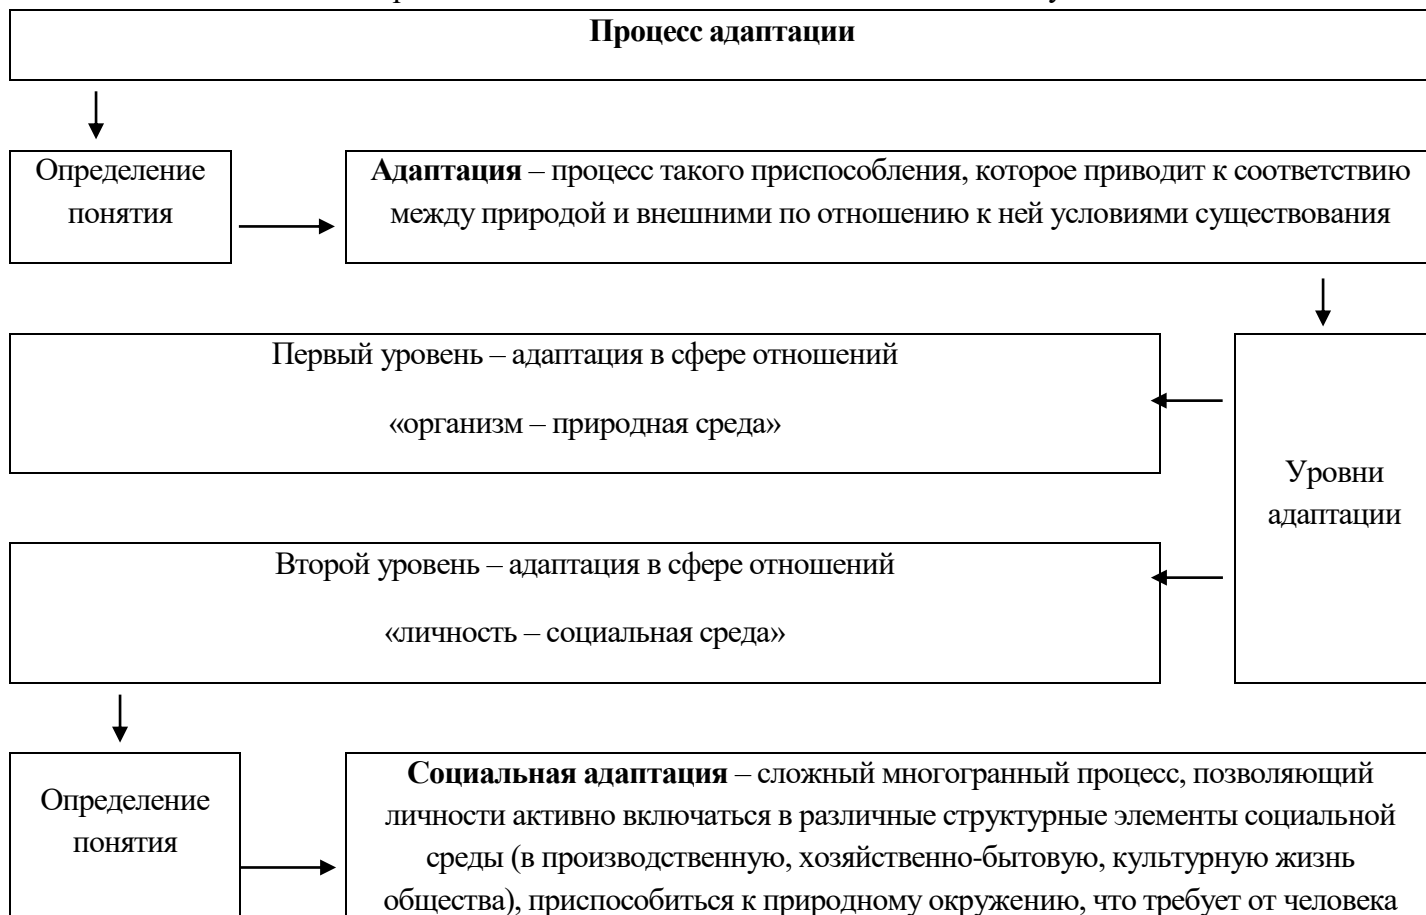 Процесс адаптации
Определение
понятия
Адаптация – процесс такого приспособления, которое приводит к соответствию
между природой и внешними по отношению к ней условиями существования
Первый уровень – адаптация в сфере отношений
«организм – природная среда»
Уровни
адаптации
Второй уровень – адаптация в сфере отношений
«личность – социальная среда»
Определение
понятия
Социальная адаптация – сложный многогранный процесс, позволяющий
личности активно включаться в различные структурные элементы социальной
среды (в производственную, хозяйственно-бытовую, культурную жизнь
общества), приспособиться к природному окружению, что требует от человека